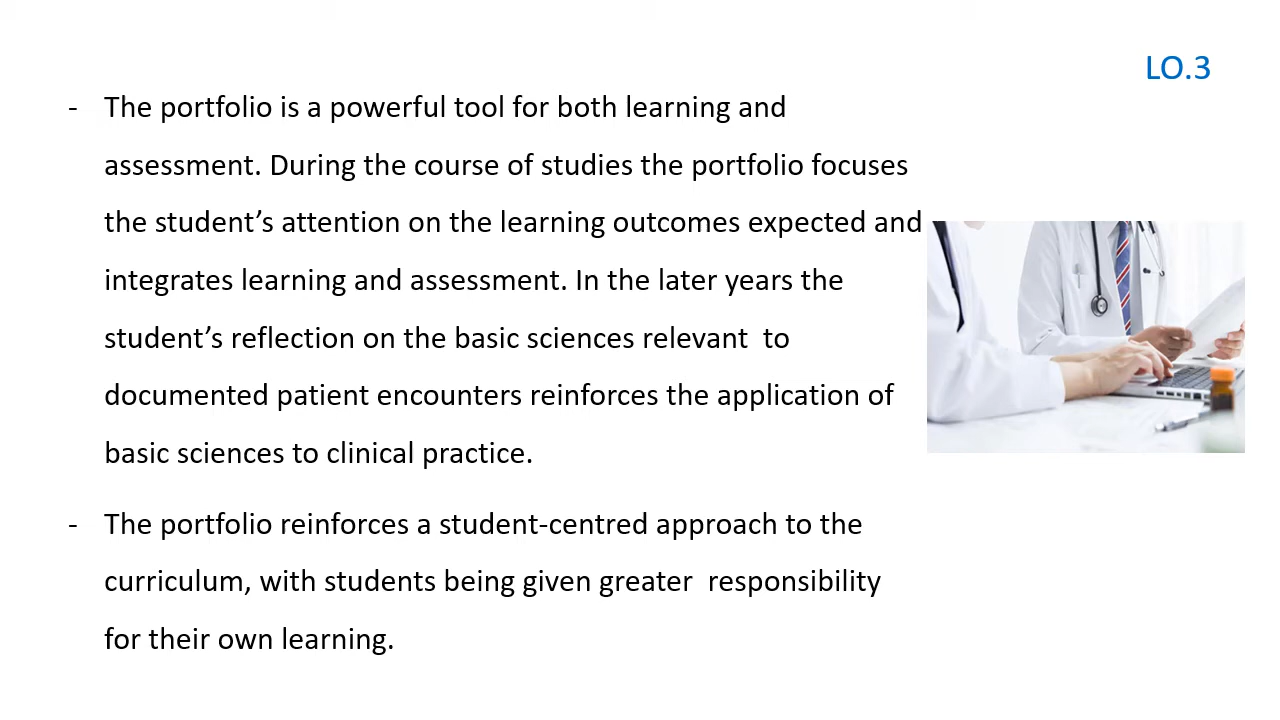 LO.3
- The portfolio is a powerful tool for both learning and
assessment. During the course of studies the portfolio focuses
the student’s attention on the learning outcomes expected and
integrates learning and assessment. In the later years the
student’s reflection on the basic sciences relevant  to
documented patient encounters reinforces the application of
basic sciences to clinical practice.
- The portfolio reinforces a student-centred approach to the
curriculum, with students being given greater  responsibility
for their own learning.